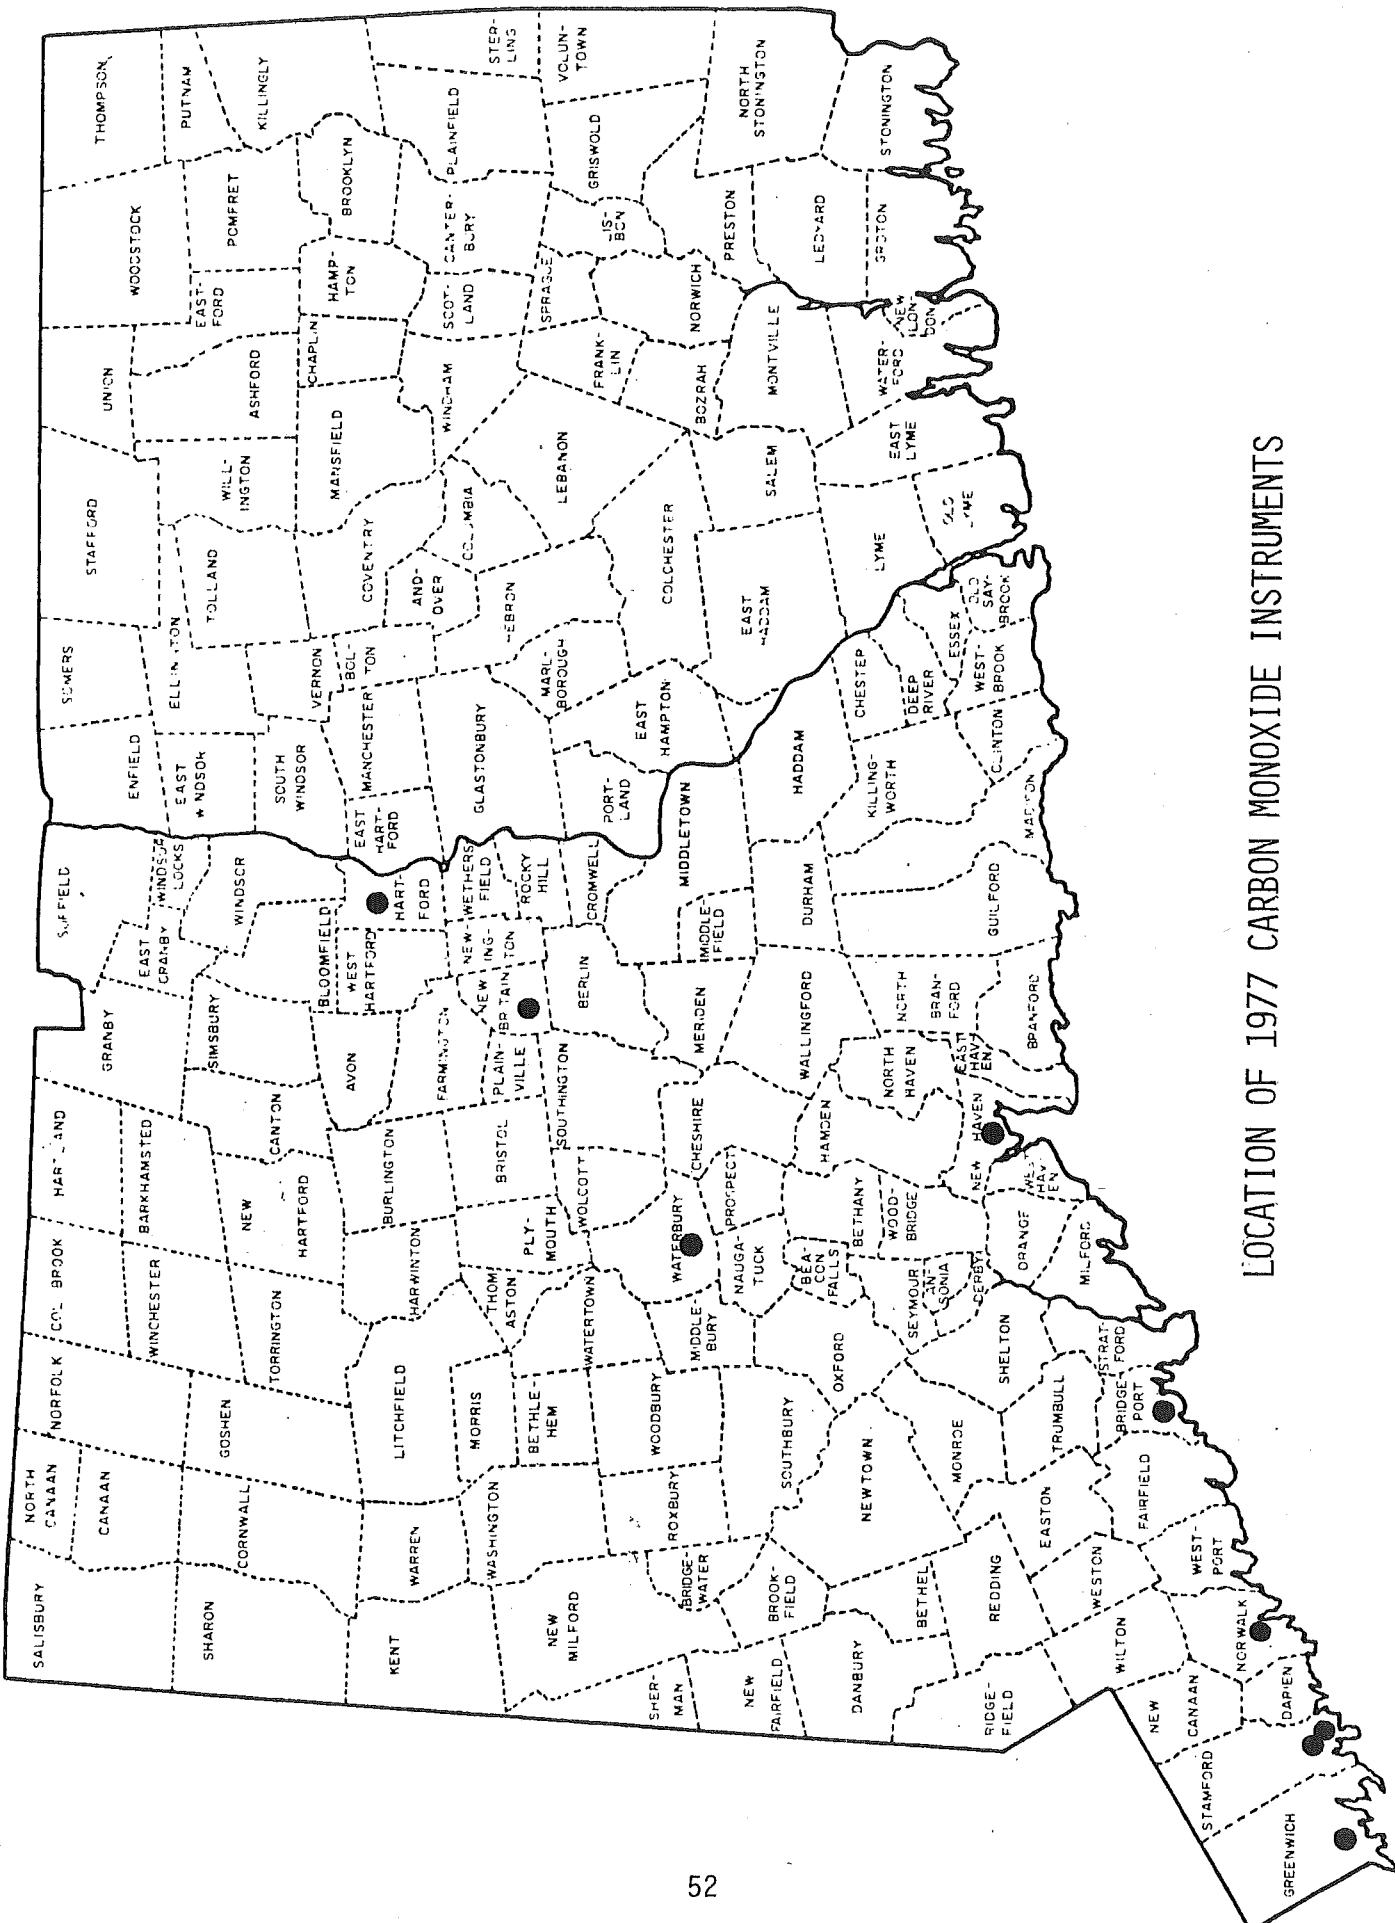 SALISBURY
NORTH
CANAAN
CANAAN
NORFOLK
BROOK
BARKHAMSTED
WINCHESTER
GRANBY
EAST
GRANBY
WINDSOR
LOCKS
ENFIELD
SOMERS
STAFFORD
UNION
WOODSTOCK
THOMPSON
PUTNAM
SHARON
CORNWALL
GOSHEN
TORRINGTON
NEW
HARTFORD
CANTON
SIMSBURY
BLOOMFIELD
WINDSOR
EAST
WINDSOR
SOUTH
WINDSOR
ELLINGTON
VERNON
TOLLAND
WILL-
INGTON
ASHFORD
EAST-
FORD
POMFRET
KILLINGLY
KENT
WARREN
LITCHFIELD
HARWINTON
BURLINGTON
AVON
WEST
HARTFORD
HART-
FORD
EAST
HART-
FORD
MANCHESTER
BOL-
TON
COVENTRY
AND-
OVER
MANSFIELD
CHAPLIN
HAMP-
TON
BROOKLYN
NEW
MILFORD
WASHINGTON
MORRIS
BETHLE-
HEM
THOM
ASTON
WATERTOWN
PLY-
MOUTH
BRISTOL
FARMINGTON
PLAIN-
VILLE
NEW
BRITAIN
NEW-
ING-
TON
WETHERS
FIELD
ROCKY
HILL
GLASTONBURY
HEBRON
MARL-
BOROUGH
COLUMBIA
LEBANON
WINDHAM
SCOT-
LAND
CANTER-
BURY
PLAINFIELD
STER-
LING
SHER-
MAN
BRIDGE-
WATER
ROXBURY
WOODBURY
MIDDLE
BURY
WATERBURY
WOLCOTT
SOUTHINGTON
BERLIN
CROMWELL
PORT-
LAND
EAST
HAMPTON
COLCHESTER
BOZRAH
FRANK-
LIN
SPRAGUE
NORWICH
GRISWOLD
VOLUN-
TOWN
NEW
FAIRFIELD
BROOK-
FIELD
SOUTHBURY
OXFORD
NAUGA-
TUCK
PROSPECT
CHESHIRE
MERIDEN
MIDDLE-
FIELD
MIDDLETOWN
EAST
HADDAM
SALEM
MONTVILLE
PRESTON
NORTH
STONINGTON
DANBURY
BETHEL
NEWTOWN
MONROE
SEYMOUR
BEA-
CON
FALLS
BETHANY
WOOD-
BRIDGE
HAMDEN
WALLINGFORD
DURHAM
HADDAM
LEDYARD
RIDGE-
FIELD
REDDING
SHELTON
AN-
SONIA
DERBY
NORTH
HAVEN
NORTH
BRAN-
FORD
GUILFORD
KILLING-
WORTH
CHESTER
DEEP
RIVER
ESSEX
LYME
EAST
LYME
WATER-
FORD
NEW
LON-
DON
GROTON
STONINGTON
WILTON
WESTON
EASTON
TRUMBULL
ORANGE
NEW
HAVEN
WEST
HAV-
EN
EAST
HAV-
EN
BRANFORD
MADISON
CLINTON
WEST-
BROOK
OLD
SAY-
BROOK
OLD
LYME
STAMFORD
NEW
CANAAN
NORWALK
WEST-
PORT
FAIRFIELD
BRIDGE-
PORT
STRAT-
FORD
MILFORD
GREENWICH
DARIEN
LOCATION OF 1977 CARBON MONOXIDE INSTRUMENTS
52